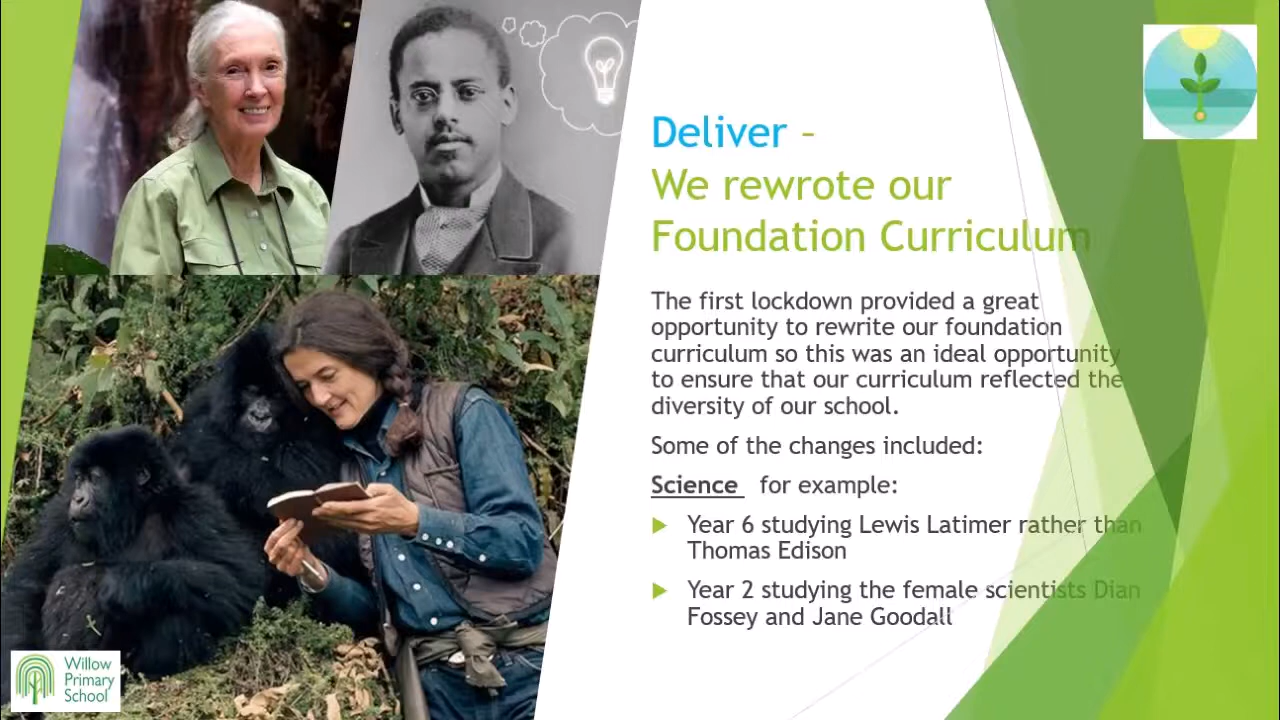 Deliver –
We rewrote our
Foundation Curriculum
The first lockdown provided a great
opportunity to rewrite our foundation
curriculum so this was an ideal opportunity
to ensure that our curriculum reflected the
diversity of our school.
Some of the changes included:
Science for example:
Year 6 studying Lewis Latimer rather than
Thomas Edison
Year 2 studying the female scientists Dian
Fossey and Jane Goodall
Willow
Primary
School